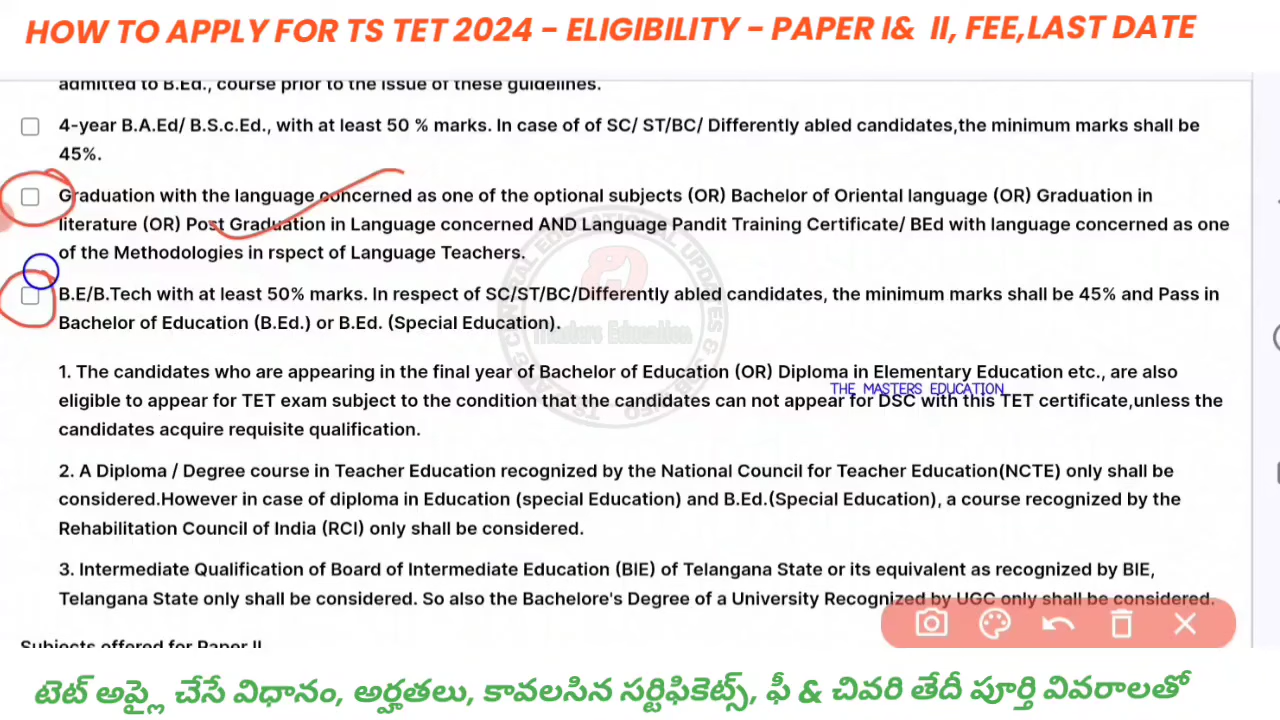 HOW TO APPLY FOR TS TET 2024 - ELIGIBILITY - PAPER I& II, FEE,LAST DATE
admitted to B.Ed., course prior to the issue of these guidelines.
4-year B.A.Ed/ B.S.c.Ed., with at least 50 % marks. In case of of SC/ ST/BC/ Differently abled candidates,the minimum marks shall be
45%.
Graduation with the language concerned as one of the optional subjects (OR) Bachelor of Oriental language (OR) Graduation in
literature (OR) Post Graduation in Language concerned AND Language Pandit Training Certificate/ BEd with language concerned as one
of the Methodologies in rspect of Language Teachers.
B.E/B.Tech with at least 50% marks. In respect of SC/ST/BC/Differently abled candidates, the minimum marks shall be 45% and Pass in
Bachelor of Education (B.Ed.) or B.Ed. (Special Education).
Masters Education
1. The candidates who are appearing in the final year of Bachelor of Education (OR) Diploma in Elementary Education etc., are also
THE MASTERS EDUCATION
eligible to appear for TET exam subject to the condition that the candidates can not appear for DSC with this TET certificate,unless the
candidates acquire requisite qualification.
2. A Diploma / Degree course in Teacher Education recognized by the National Council for Teacher Education(NCTE) only shall be
considered.However in case of diploma in Education (special Education) and B.Ed.(Special Education), a course recognized by the
Rehabilitation Council of India (RCI) only shall be considered.
3. Intermediate Qualification of Board of Intermediate Education (BIE) of Telangana State or its equivalent as recognized by BIE,
Telangana State only shall be considered. So also the Bachelore's Degree of a University Recognized by UGC only shall be considered.
Subjects offered for Paper II
టెట్ అప్లై చేసే విధానం, అర్హతలు, కావలసిన సర్టిఫికెట్స్, ఫీ & చివరి తేదీ పూర్తి వివరాలతో